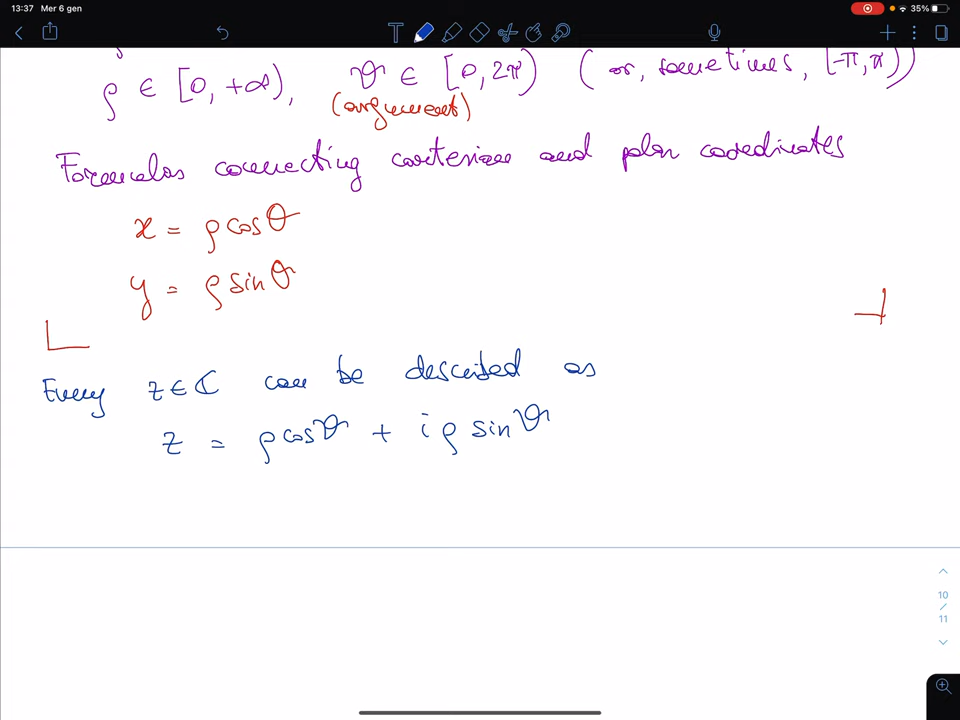 13:37 Mer 6 gen
35%
ρ ∈ [0, +∞), ϑ ∈ [0, 2π) (or, sometimes, [-π, π))
(argument)
Formulas connecting cartesian and polar coordinates
x = ρ cos ϑ
y = ρ sin ϑ
Every z ∈ ℂ can be described as
z = ρ cos ϑ + i ρ sin ϑ
10
/
11